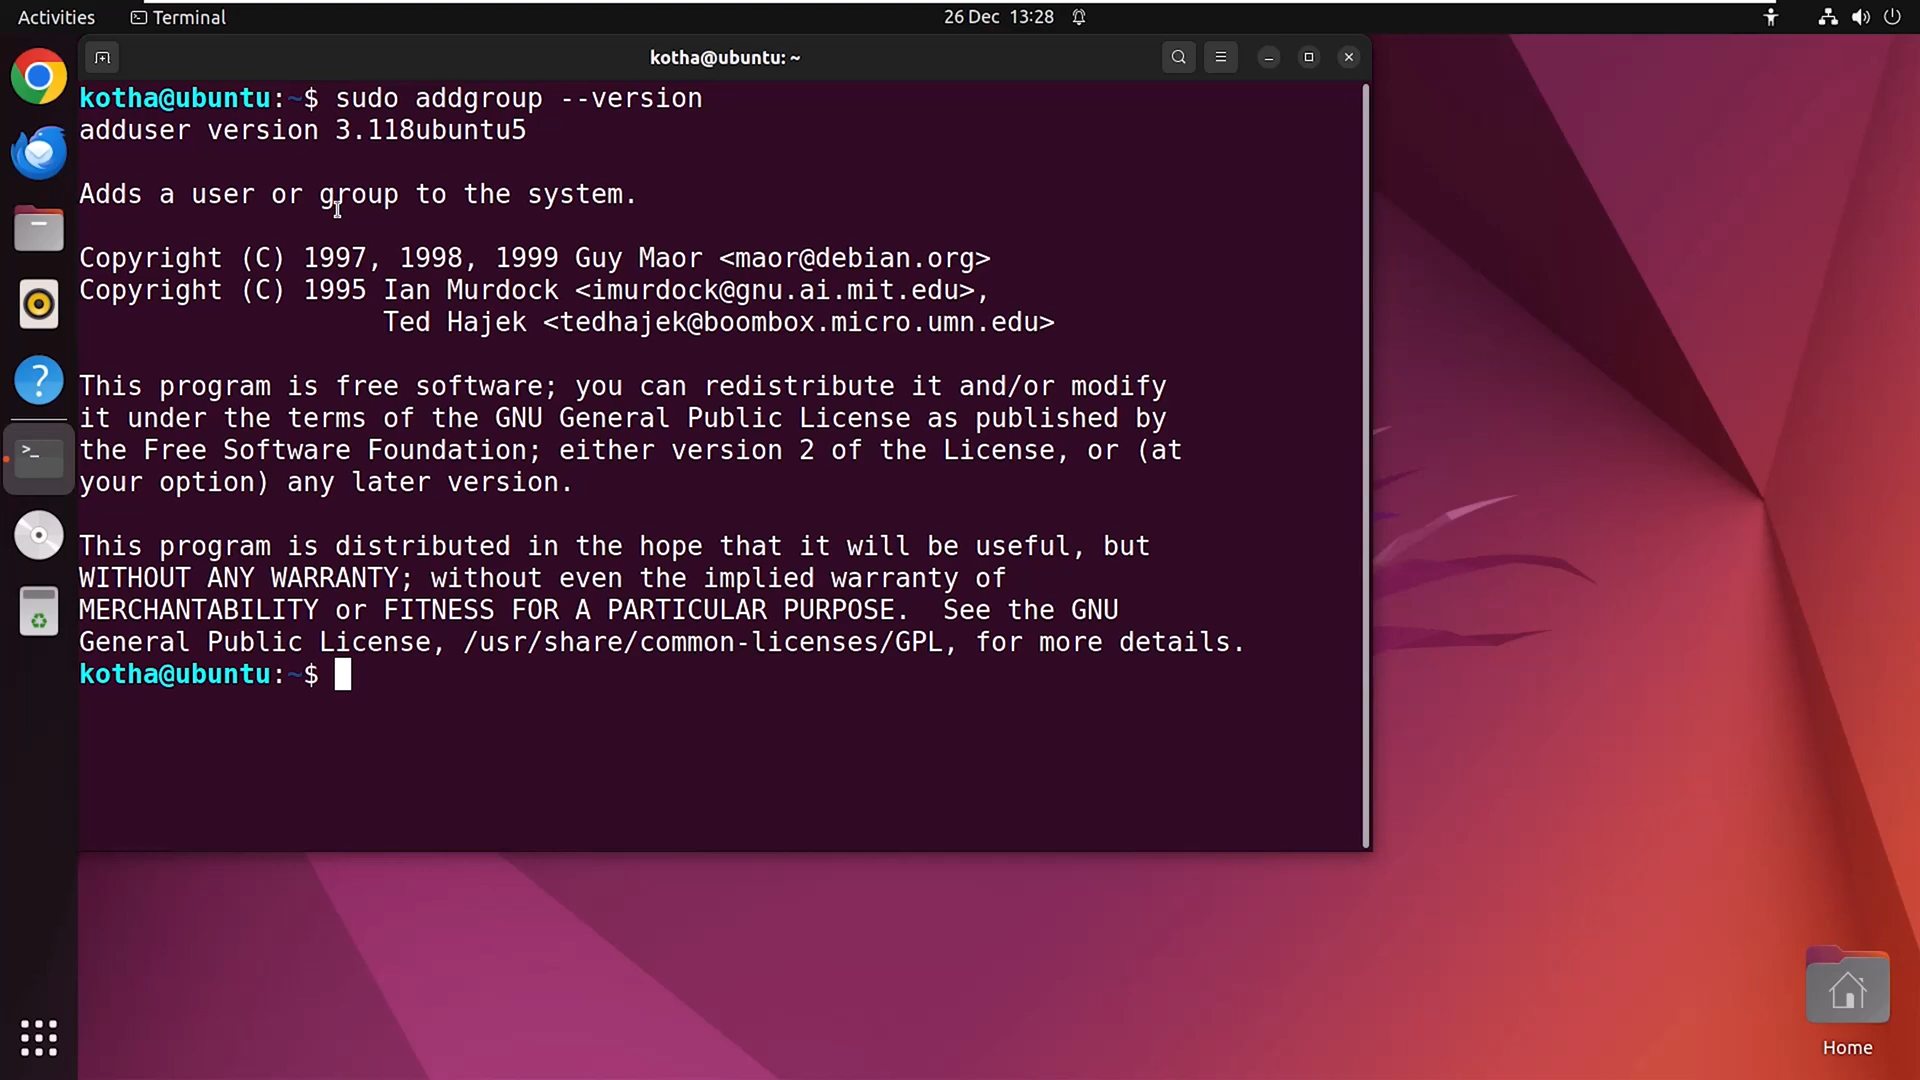 Activities Terminal 26 Dec 13:28
kotha@ubuntu: ~
kotha@ubuntu:~$ sudo addgroup --version
adduser version 3.118ubuntu5
Adds a user or group to the system.
Copyright (C) 1997, 1998, 1999 Guy Maor <maor@debian.org>
Copyright (C) 1995 Ian Murdock <imurdock@gnu.ai.mit.edu>,
Ted Hajek <tedhajek@boombox.micro.umn.edu>
This program is free software; you can redistribute it and/or modify
it under the terms of the GNU General Public License as published by
the Free Software Foundation; either version 2 of the License, or (at
your option) any later version.
This program is distributed in the hope that it will be useful, but
WITHOUT ANY WARRANTY; without even the implied warranty of
MERCHANTABILITY or FITNESS FOR A PARTICULAR PURPOSE.  See the GNU
General Public License, /usr/share/common-licenses/GPL, for more details.
kotha@ubuntu:~$
Home